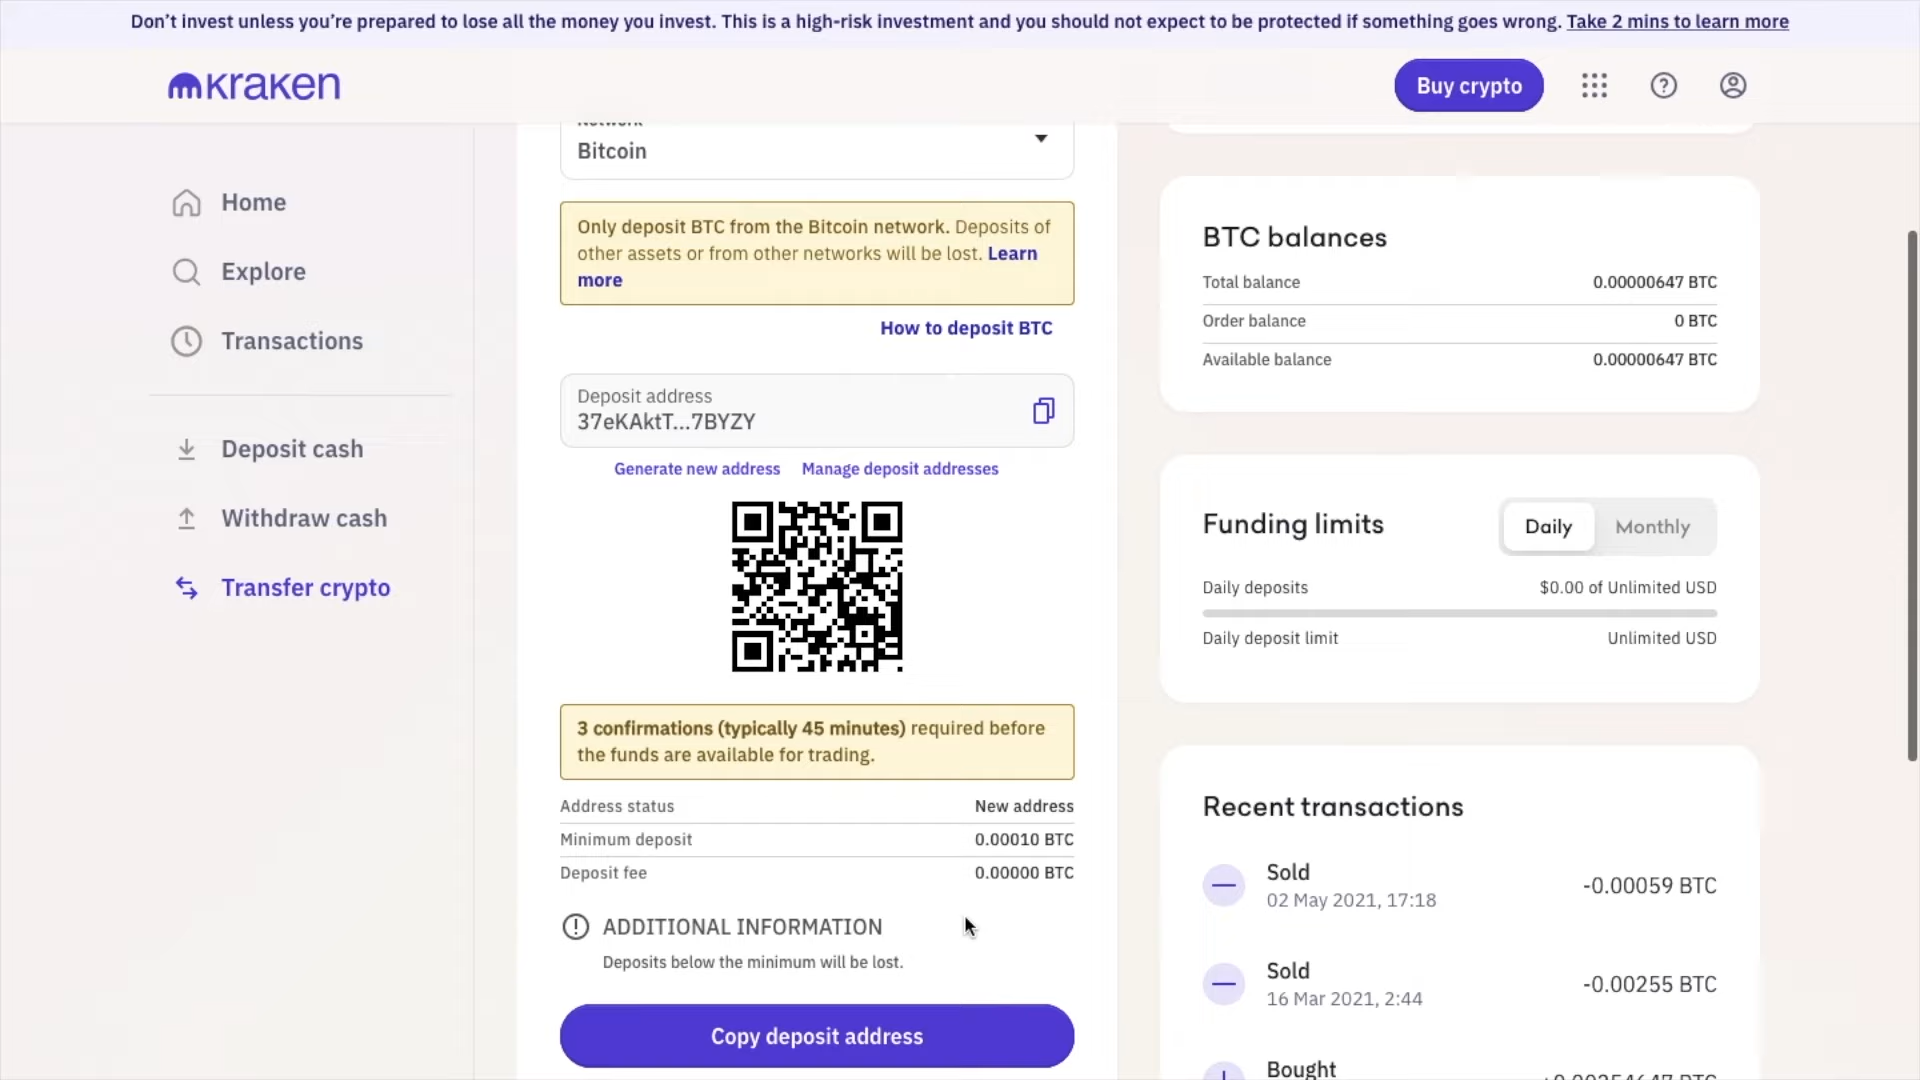 Don't invest unless you're prepared to lose all the money you invest. This is a high-risk investment and you should not expect to be protected if something goes wrong. Take 2 mins to learn more
kraken
Buy crypto
Home
Explore
Transactions
Deposit cash
Withdraw cash
Transfer crypto
Network
Bitcoin
Only deposit BTC from the Bitcoin network. Deposits of
other assets or from other networks will be lost. Learn
more
How to deposit BTC
Deposit address
37eKAktT...7BYZY
Generate new address Manage deposit addresses
3 confirmations (typically 45 minutes) required before
the funds are available for trading.
Address status New address
Minimum deposit 0.00010 BTC
Deposit fee 0.00000 BTC
ADDITIONAL INFORMATION
Deposits below the minimum will be lost.
Copy deposit address
BTC balances
Total balance 0.00000647 BTC
Order balance 0 BTC
Available balance 0.00000647 BTC
Funding limits Daily Monthly
Daily deposits $0.00 of Unlimited USD
Daily deposit limit Unlimited USD
Recent transactions
Sold
02 May 2021, 17:18 -0.00059 BTC
Sold
16 Mar 2021, 2:44 -0.00255 BTC
Bought